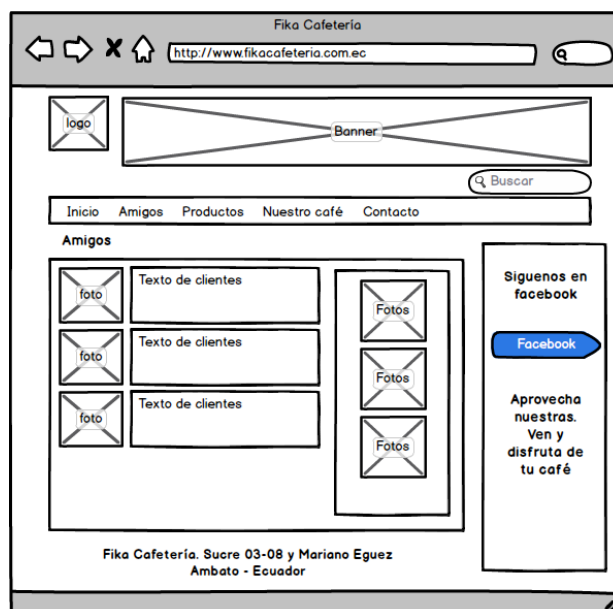 Fika Cafetería
http://www.fikacafeteria.com.ec
logo
Banner
Buscar
Inicio Amigos Productos Nuestro café Contacto
Amigos
foto
Texto de clientes
foto
Texto de clientes
foto
Texto de clientes
Fotos
Fotos
Fotos
Siguenos en
facebook
Facebook
Aprovecha
nuestras.
Ven y
disfruta de
tu café
Fika Cafetería. Sucre 03-08 y Mariano Eguez
Ambato - Ecuador